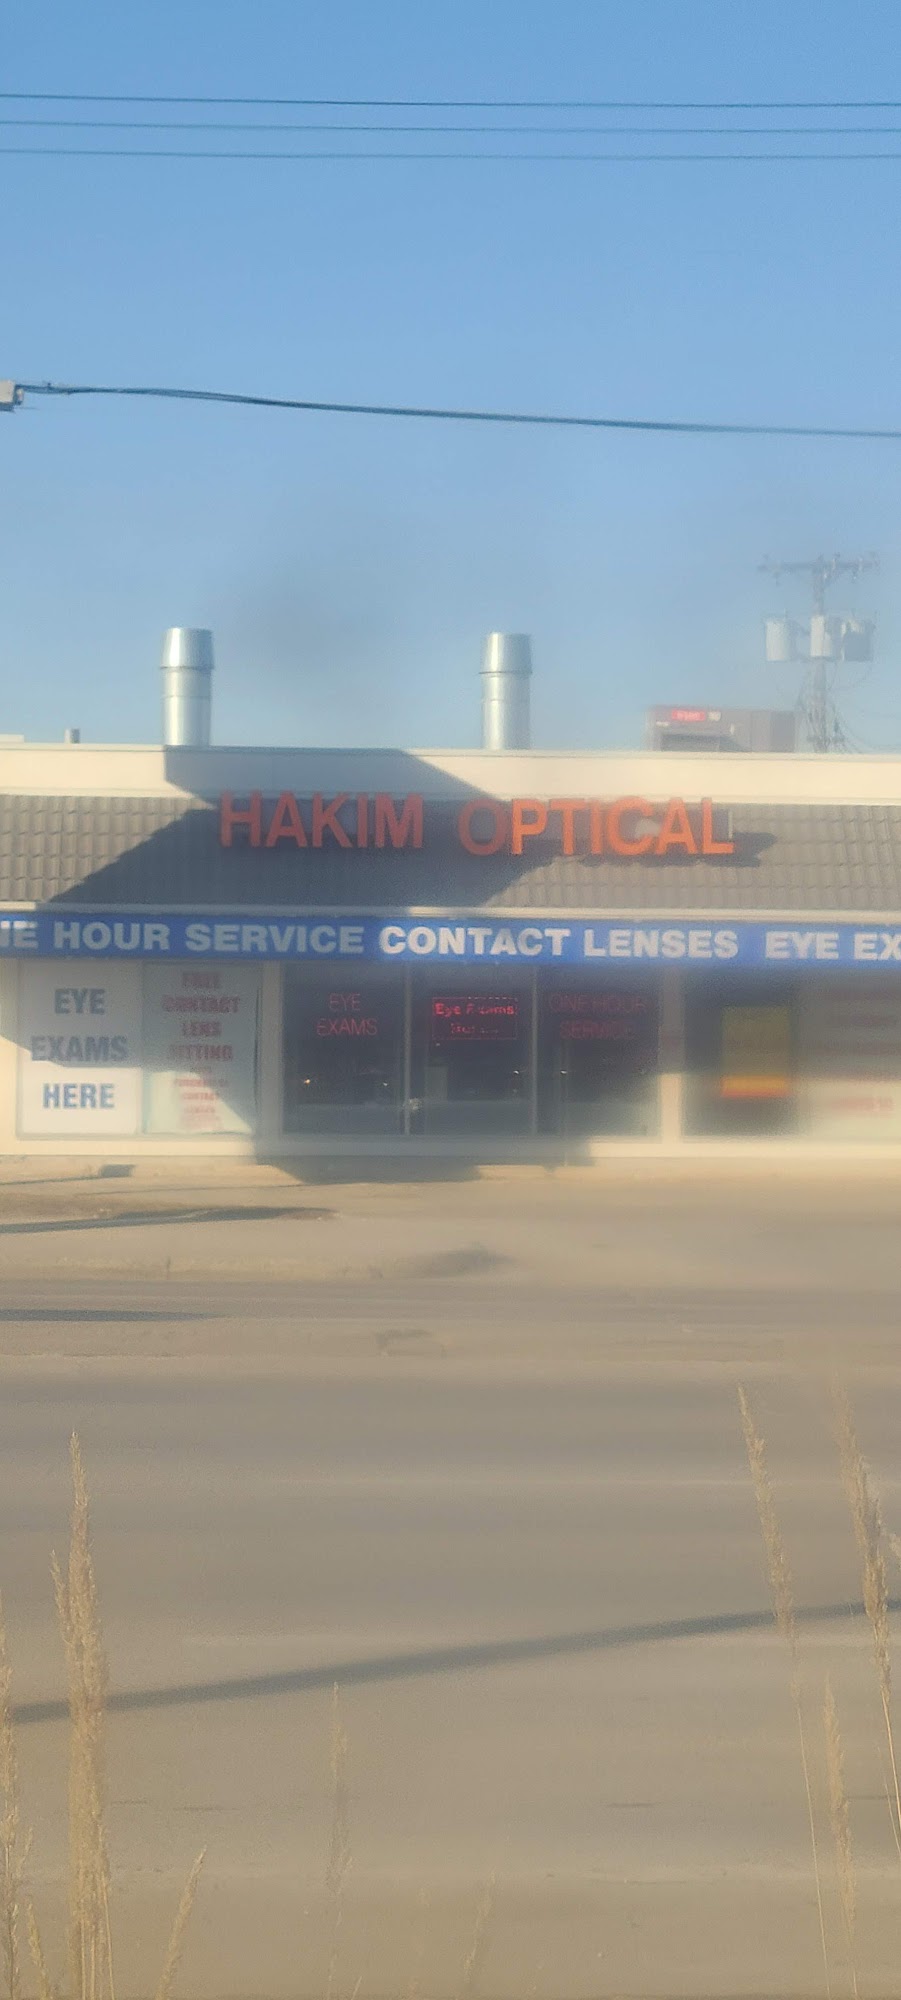 HAKIM OPTICAL
NE HOUR SERVICE CONTACT LENSES EYE EX
EYE
EXAMS
HERE
FREE
CONTACT
LENS
FITTING
EYE
EXAMS
Eye Exams
ONE HOUR
SERVICE